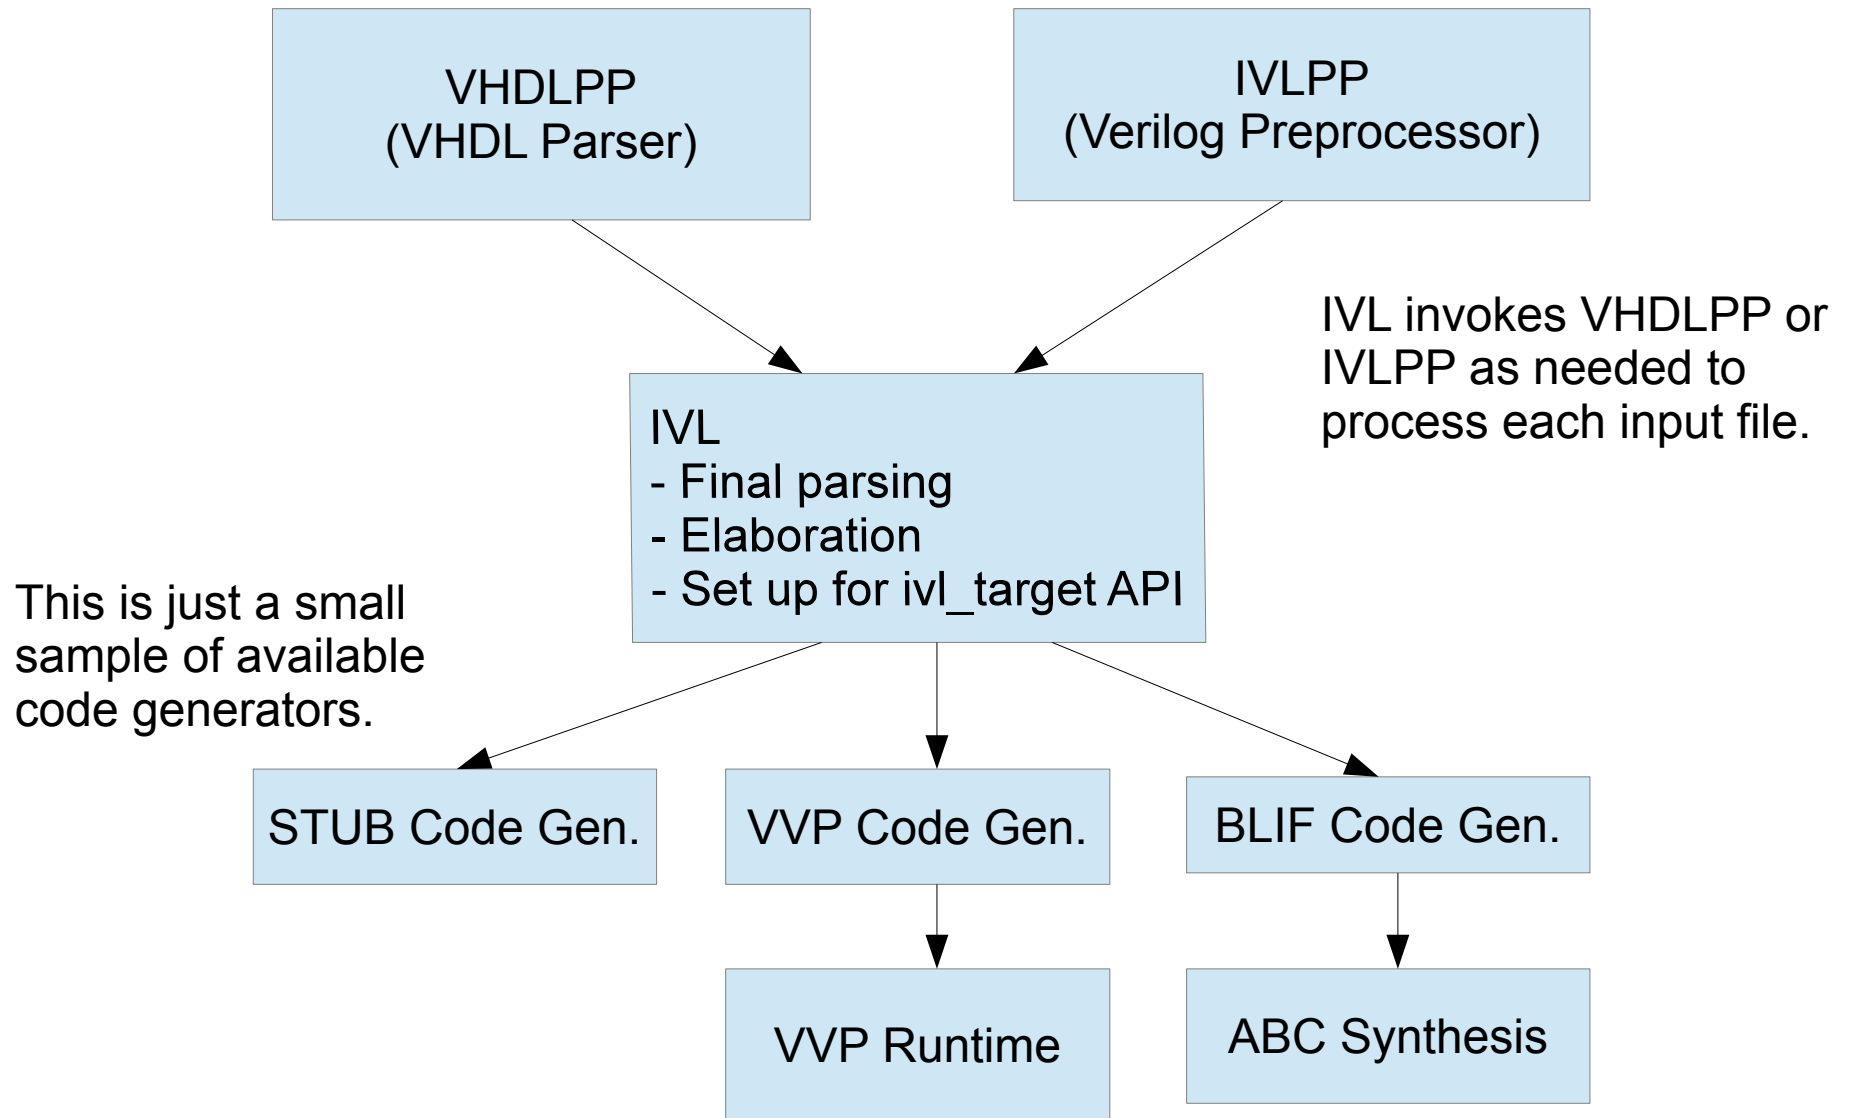 VHDLPP
(VHDL Parser)
IVLPP
(Verilog Preprocessor)
IVL invokes VHDLPP or
IVLPP as needed to
process each input file.
IVL
- Final parsing
- Elaboration
- Set up for ivl_target API
This is just a small
sample of available
code generators.
STUB Code Gen.
VVP Code Gen.
BLIF Code Gen.
VVP Runtime
ABC Synthesis